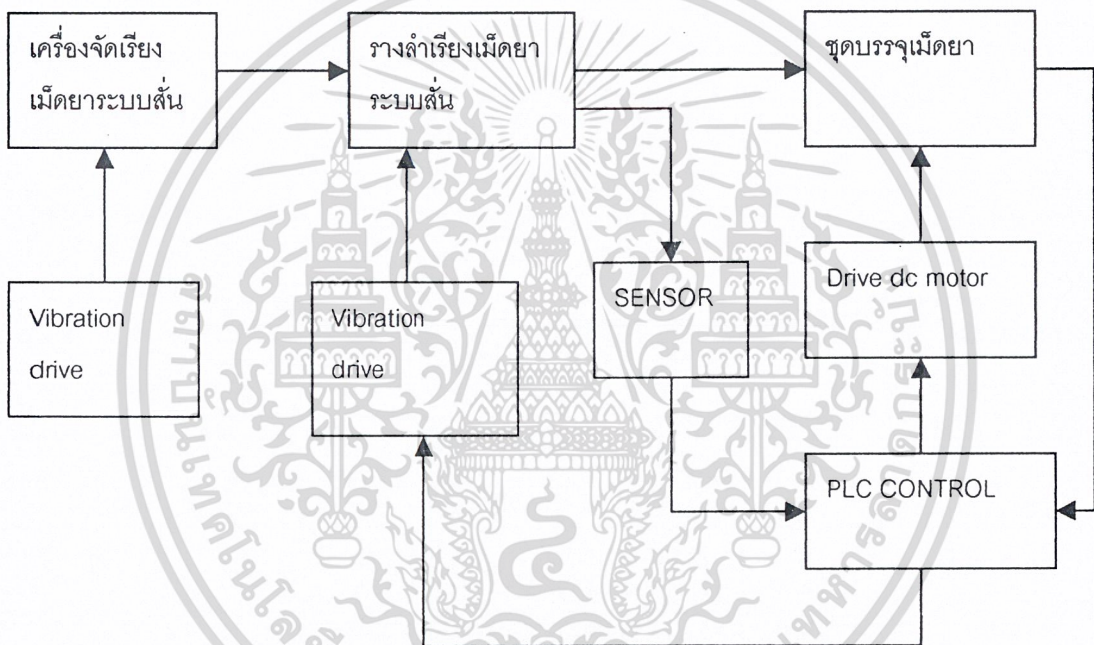 เครื่องจัดเรียง
เม็ดยาระบบสั่น
รางลำเรียงเม็ดยา
ระบบสั่น
ชุดบรรจุเม็ดยา
Vibration
drive
Vibration
drive
SENSOR
Drive dc motor
PLC CONTROL